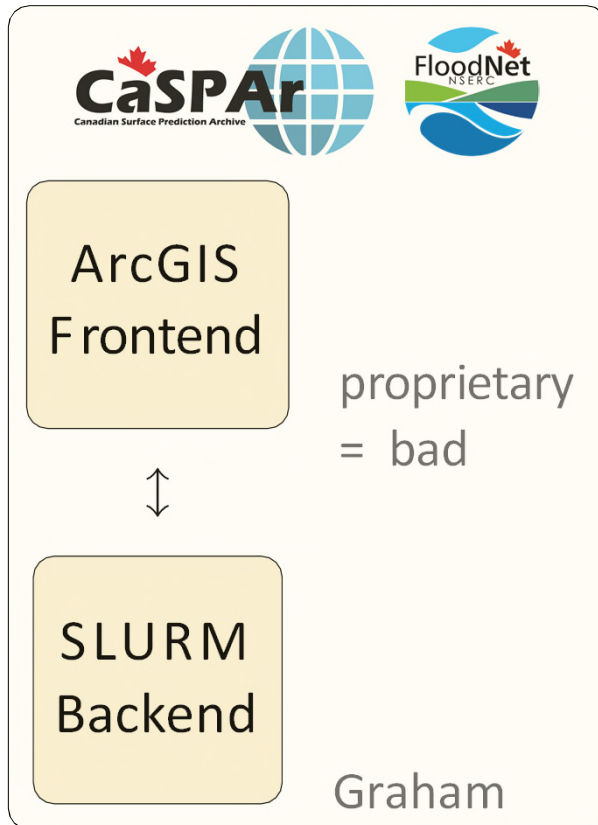 CaSPAr
Canadian Surface Prediction Archive
FloodNet
NSERC
ArcGIS
Frontend
proprietary
= bad
SLURM
Backend
Graham